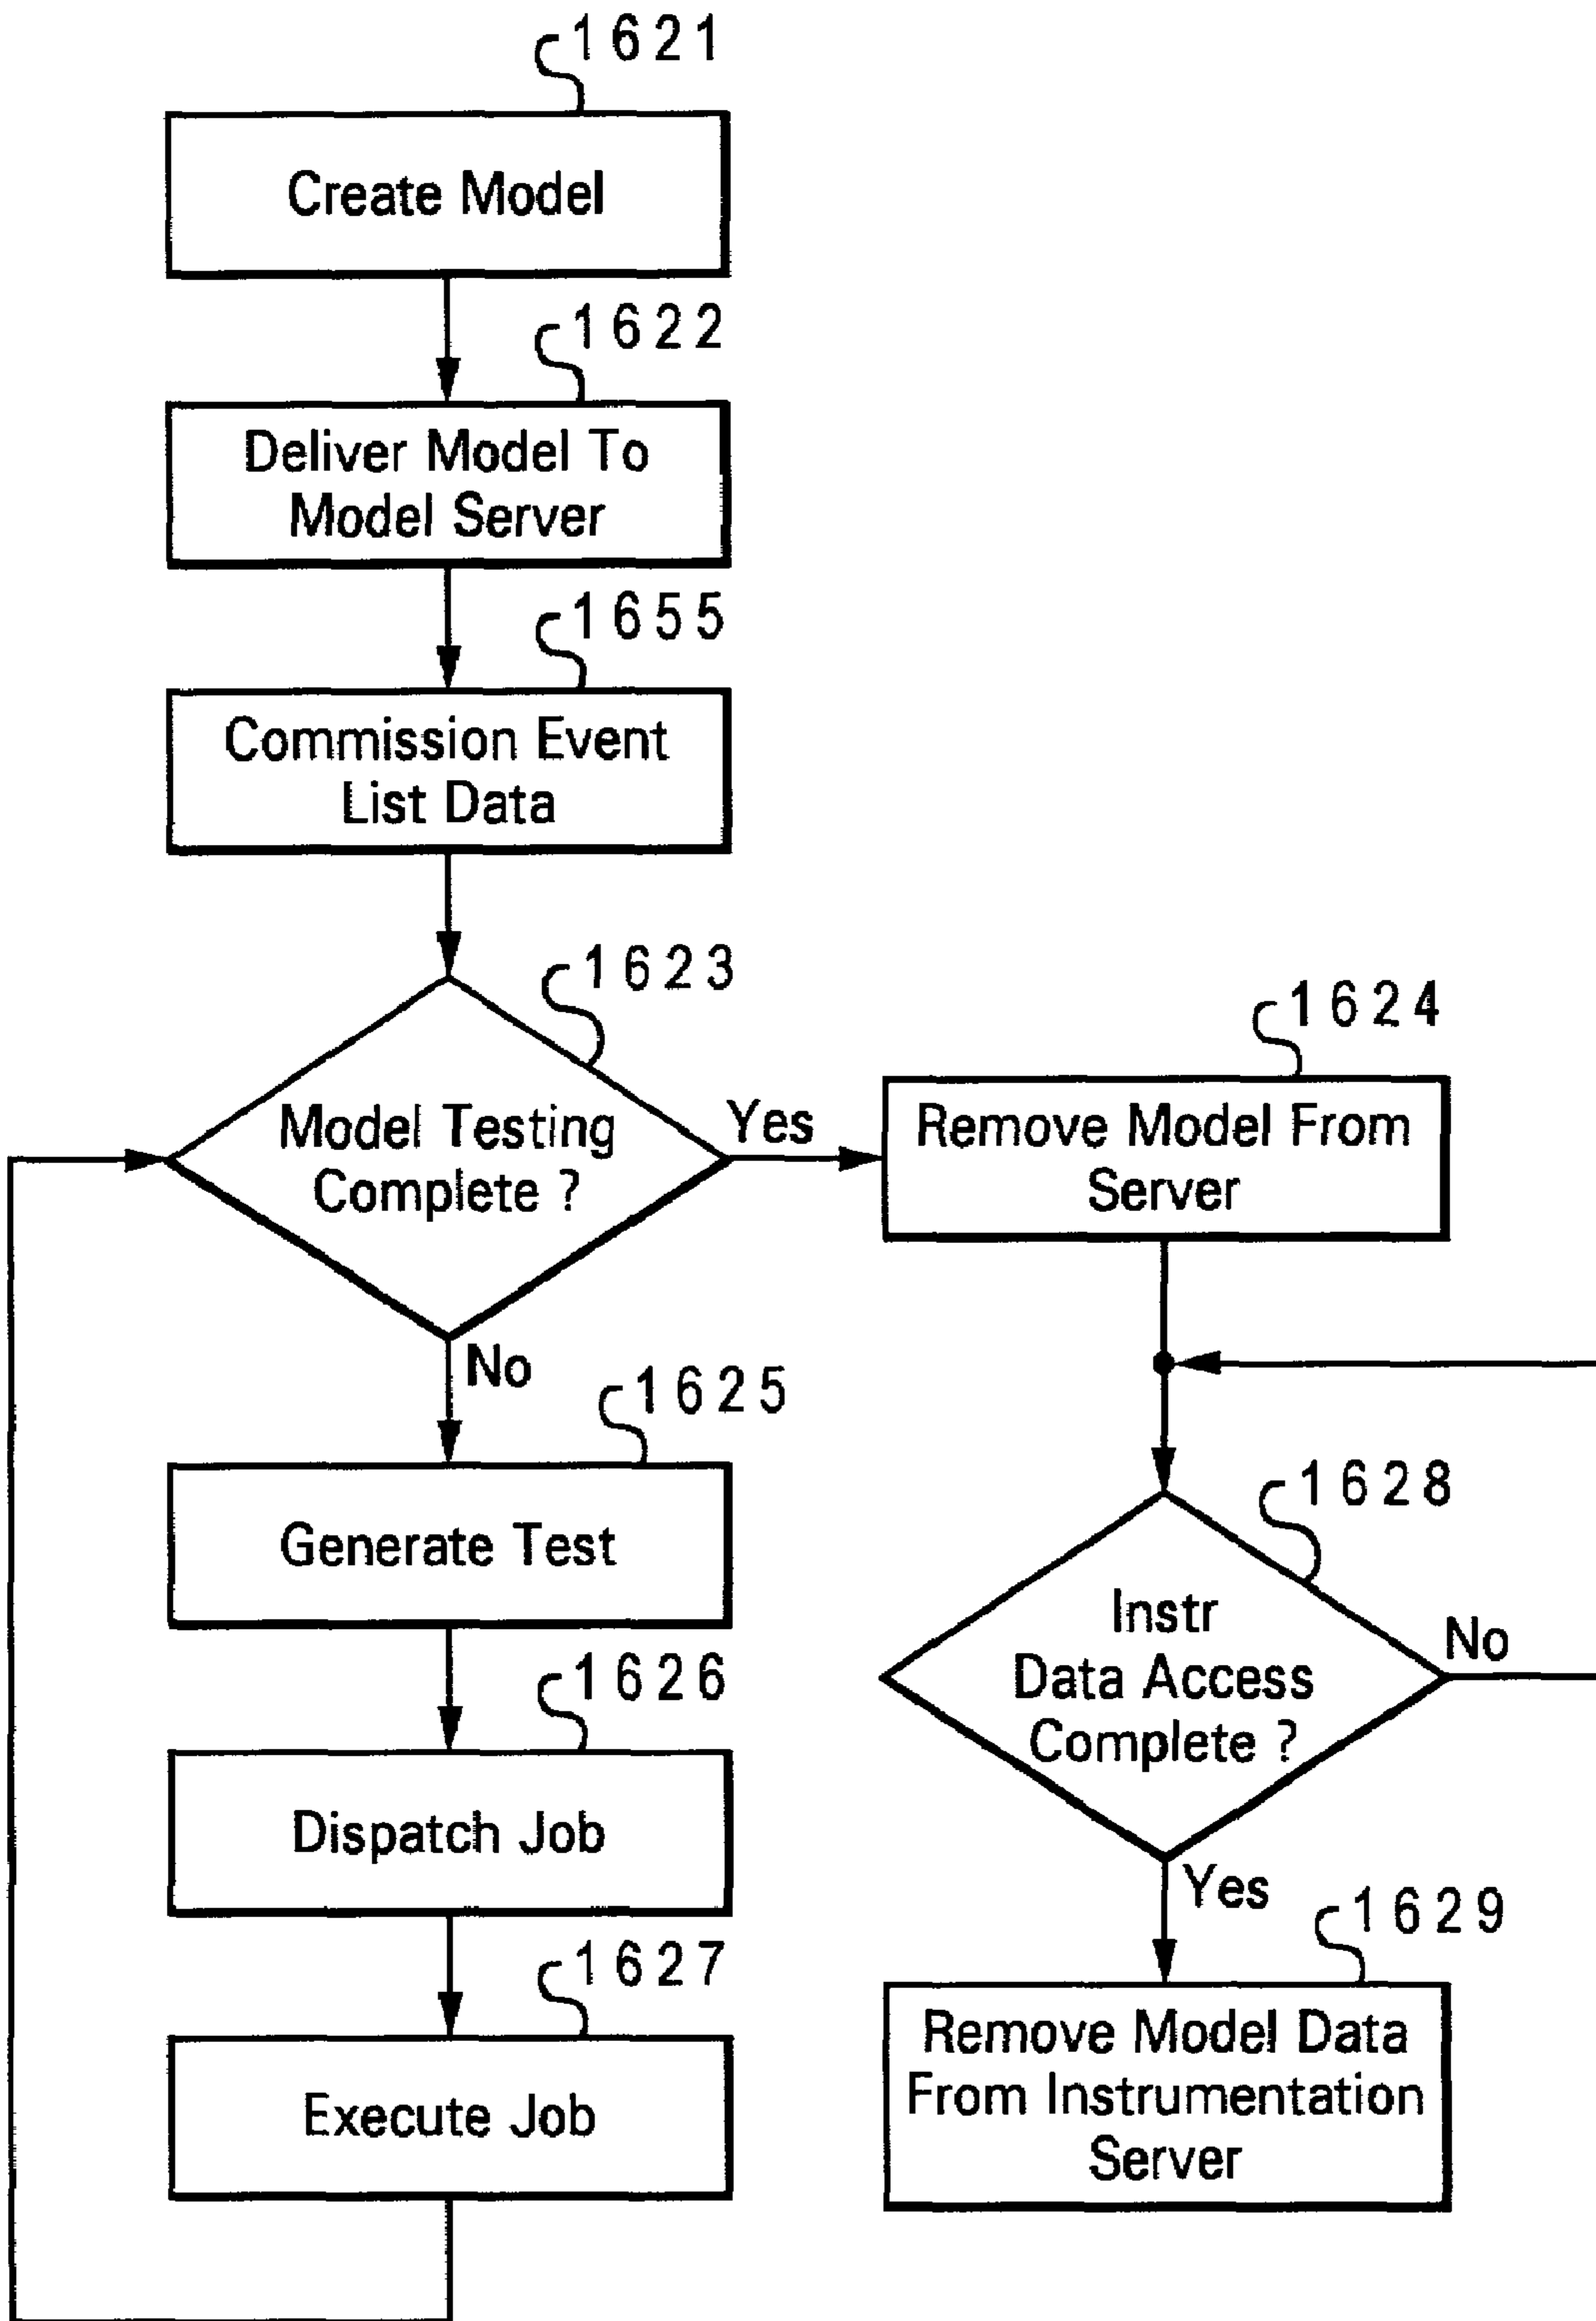 1621
Create Model
1622
Deliver Model To
Model Server
1655
Commission Event
List Data
1623
Model Testing
Complete ?
Yes
No
1624
Remove Model From
Server
1625
Generate Test
1626
Dispatch Job
1627
Execute Job
1628
Instr
Data Access
Complete ?
No
Yes
1629
Remove Model Data
From Instrumentation
Server